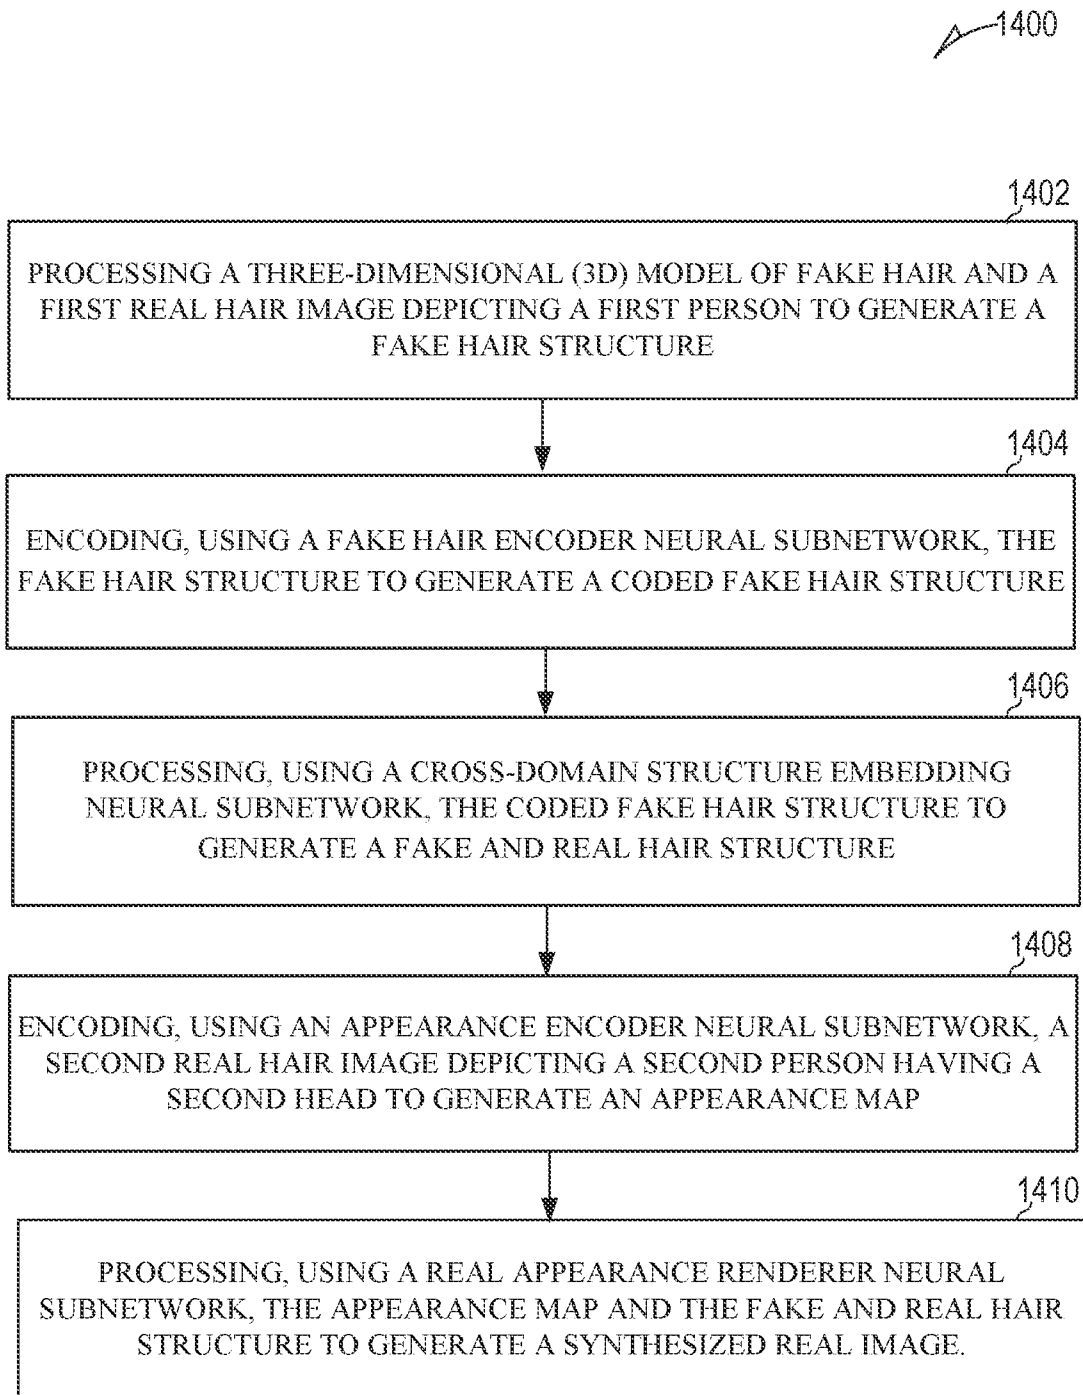 1400
1402
PROCESSING A THREE-DIMENSIONAL (3D) MODEL OF FAKE HAIR AND A
FIRST REAL HAIR IMAGE DEPICTING A FIRST PERSON TO GENERATE A
FAKE HAIR STRUCTURE
1404
ENCODING, USING A FAKE HAIR ENCODER NEURAL SUBNETWORK, THE
FAKE HAIR STRUCTURE TO GENERATE A CODED FAKE HAIR STRUCTURE
1406
PROCESSING, USING A CROSS-DOMAIN STRUCTURE EMBEDDING
NEURAL SUBNETWORK, THE CODED FAKE HAIR STRUCTURE TO
GENERATE A FAKE AND REAL HAIR STRUCTURE
1408
ENCODING, USING AN APPEARANCE ENCODER NEURAL SUBNETWORK, A
SECOND REAL HAIR IMAGE DEPICTING A SECOND PERSON HAVING A
SECOND HEAD TO GENERATE AN APPEARANCE MAP
1410
PROCESSING, USING A REAL APPEARANCE RENDERER NEURAL
SUBNETWORK, THE APPEARANCE MAP AND THE FAKE AND REAL HAIR
STRUCTURE TO GENERATE A SYNTHESIZED REAL IMAGE.